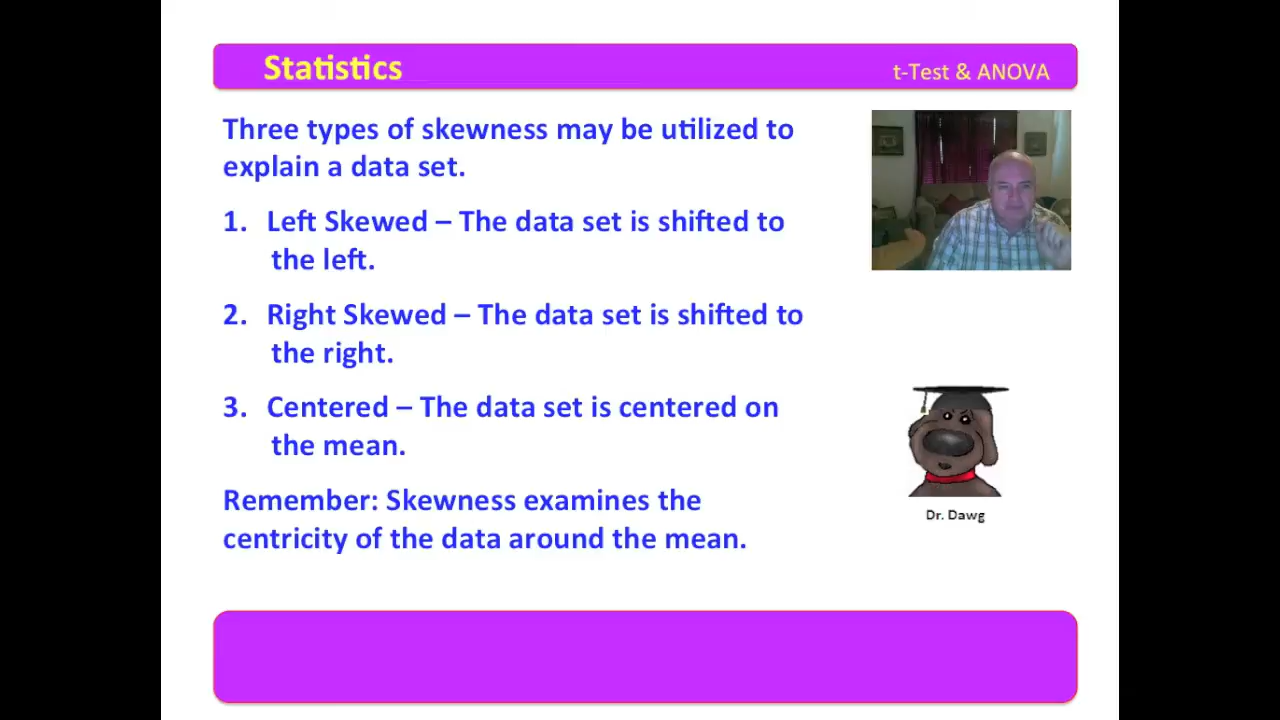 Statistics
t-Test & ANOVA
Three types of skewness may be utilized to
explain a data set.
1. Left Skewed – The data set is shifted to
the left.
2. Right Skewed – The data set is shifted to
the right.
3. Centered – The data set is centered on
the mean.
Remember: Skewness examines the
centricity of the data around the mean.
Dr. Dawg